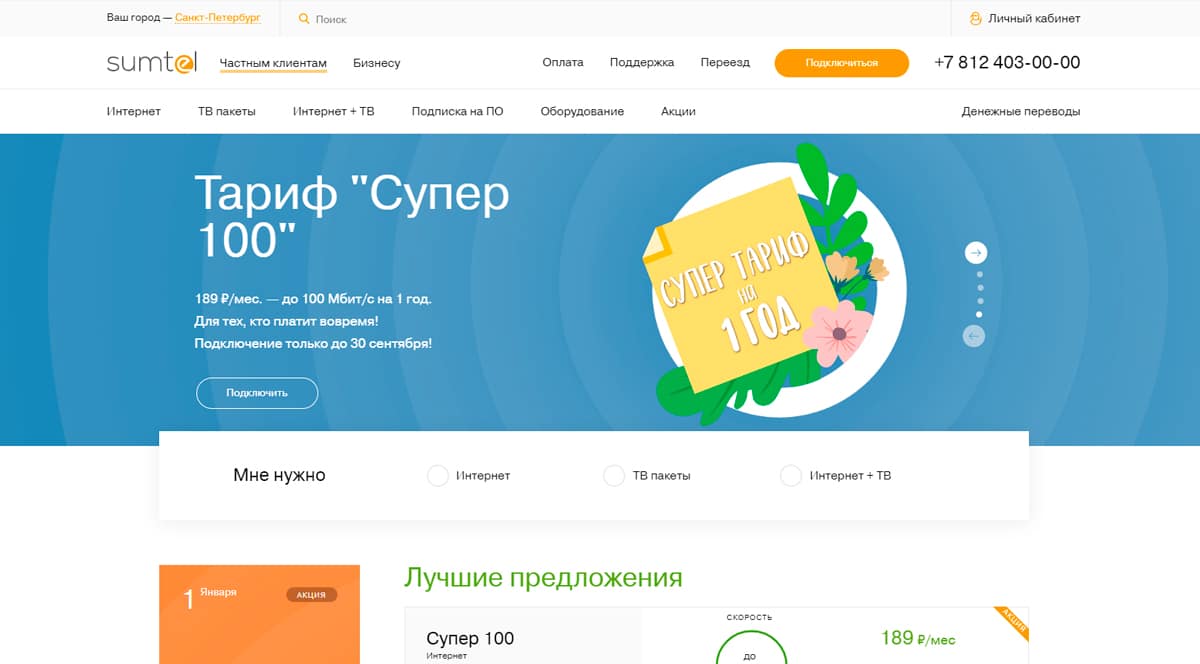 Ваш город — Санкт-Петербург
Поиск
Личный кабинет
sumtel
Частным клиентам
Бизнесу
Оплата
Поддержка
Переезд
Подключиться
+7 812 403-00-00
Интернет
ТВ пакеты
Интернет + ТВ
Подписка на ПО
Оборудование
Акции
Денежные переводы
Тариф "Супер
100"
189 ₽/мес. — до 100 Мбит/с на 1 год.
Для тех, кто платит вовремя!
Подключение только до 30 сентября!
Подключить
СУПЕР ТАРИФ
на
1 ГОД
Мне нужно
Интернет
ТВ пакеты
Интернет + ТВ
1 Января
АКЦИЯ
Лучшие предложения
Супер 100
Интернет
СКОРОСТЬ
ДО
189 ₽/мес
АКЦИЯ